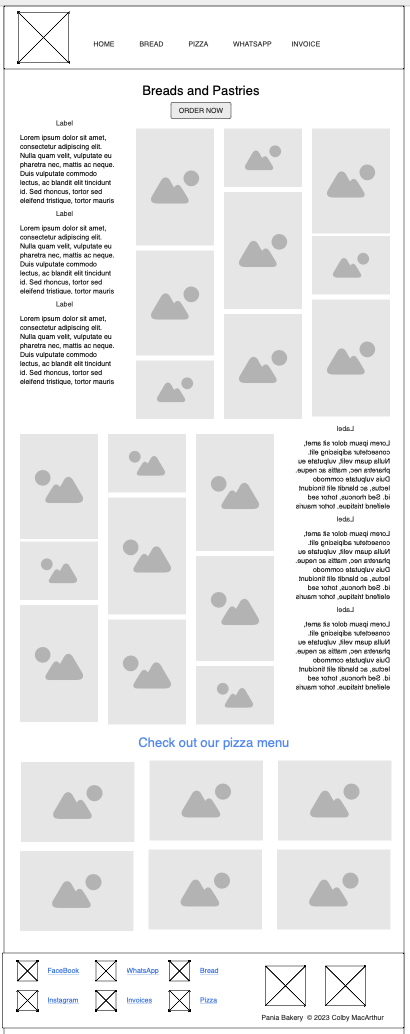 HOME BREAD PIZZA WHATSAPP INVOICE
Breads and Pastries
ORDER NOW
Label
Lorem ipsum dolor sit amet,
consectetur adipiscing elit.
Nulla quam velit, vulputate eu
pharetra nec, mattis ac neque.
Duis vulputate commodo
lectus, ac blandit elit tincidunt
id. Sed rhoncus, tortor sed
eleifend tristique, tortor mauris
Label
Lorem ipsum dolor sit amet,
consectetur adipiscing elit.
Nulla quam velit, vulputate eu
pharetra nec, mattis ac neque.
Duis vulputate commodo
lectus, ac blandit elit tincidunt
id. Sed rhoncus, tortor sed
eleifend tristique, tortor mauris
Label
Lorem ipsum dolor sit amet,
consectetur adipiscing elit.
Nulla quam velit, vulputate eu
pharetra nec, mattis ac neque.
Duis vulputate commodo
lectus, ac blandit elit tincidunt
id. Sed rhoncus, tortor sed
eleifend tristique, tortor mauris
Label
Lorem ipsum dolor sit amet,
consectetur adipiscing elit.
Nulla quam velit, vulputate eu
pharetra nec, mattis ac neque.
Duis vulputate commodo
lectus, ac blandit elit tincidunt
id. Sed rhoncus, tortor sed
eleifend tristique, tortor mauris
Label
Lorem ipsum dolor sit amet,
consectetur adipiscing elit.
Nulla quam velit, vulputate eu
pharetra nec, mattis ac neque.
Duis vulputate commodo
lectus, ac blandit elit tincidunt
id. Sed rhoncus, tortor sed
eleifend tristique, tortor mauris
Label
Lorem ipsum dolor sit amet,
consectetur adipiscing elit.
Nulla quam velit, vulputate eu
pharetra nec, mattis ac neque.
Duis vulputate commodo
lectus, ac blandit elit tincidunt
id. Sed rhoncus, tortor sed
eleifend tristique, tortor mauris
Check out our pizza menu
FaceBook WhatsApp Bread
Instagram Invoices Pizza
Pania Bakery © 2023 Colby MacArthur